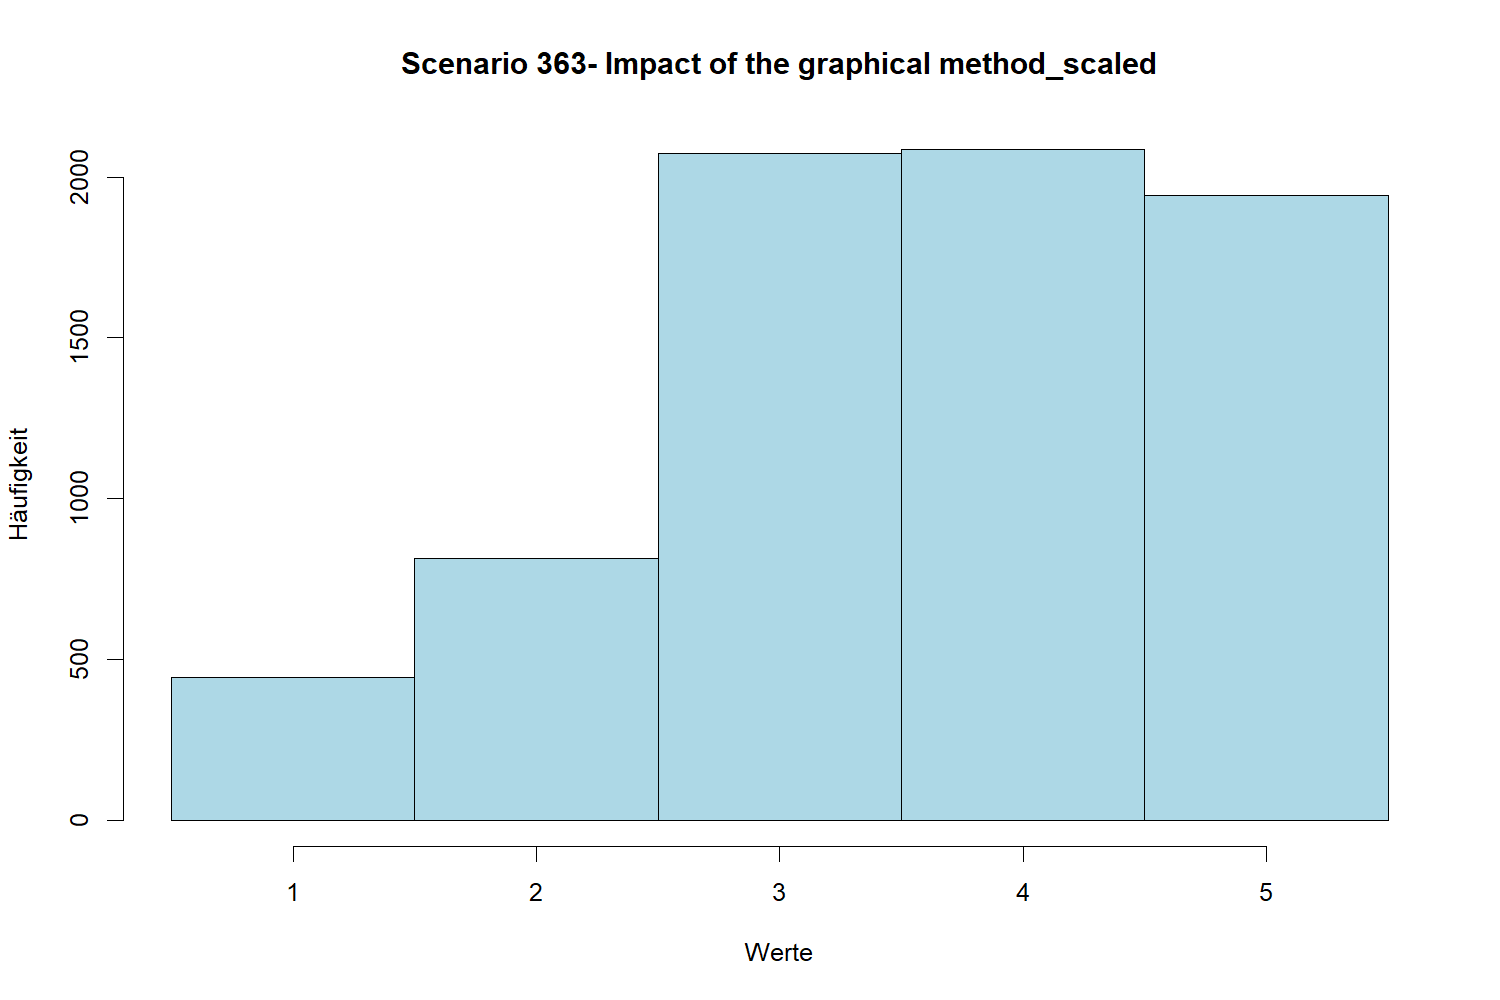 Scenario 363- Impact of the graphical method_scaled
Häufigkeit
2000
1500
1000
500
0
1 2 3 4 5
Werte